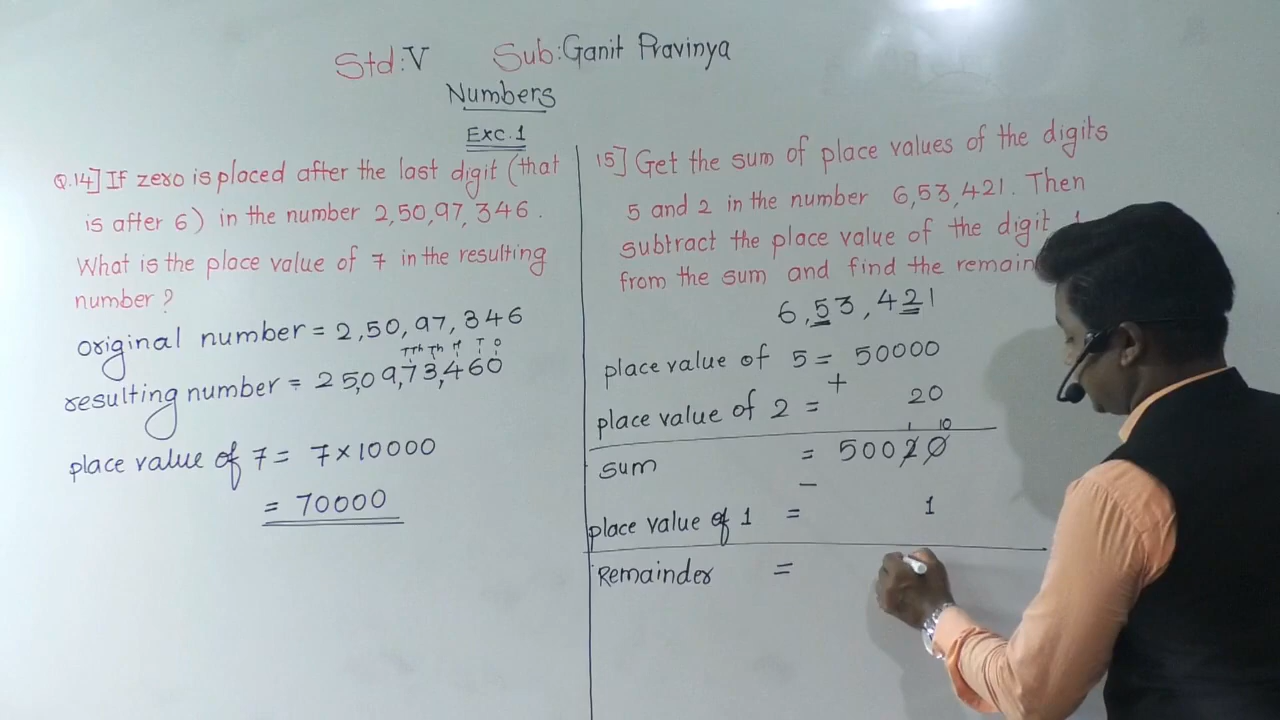 Std:V Sub:Ganit Pravinya
Numbers
Exc.1
Q.14] If zero is placed after the last digit (that
is after 6) in the number 2,50,97,346.
What is the place value of 7 in the resulting
number?
original number = 2,50,97,346
TTh Th H T O
resulting number = 25,09,73,460
place value of 7 = 7×10000
= 70000
15] Get the sum of place values of the digits
5 and 2 in the number 6,53,421. Then
subtract the place value of the digit 1
from the sum and find the
6,53,421
place value of 5 = 50000
+
place value of 2 = 20
1 10
sum = 50020
−
place value of 1 = 1
Remainder =